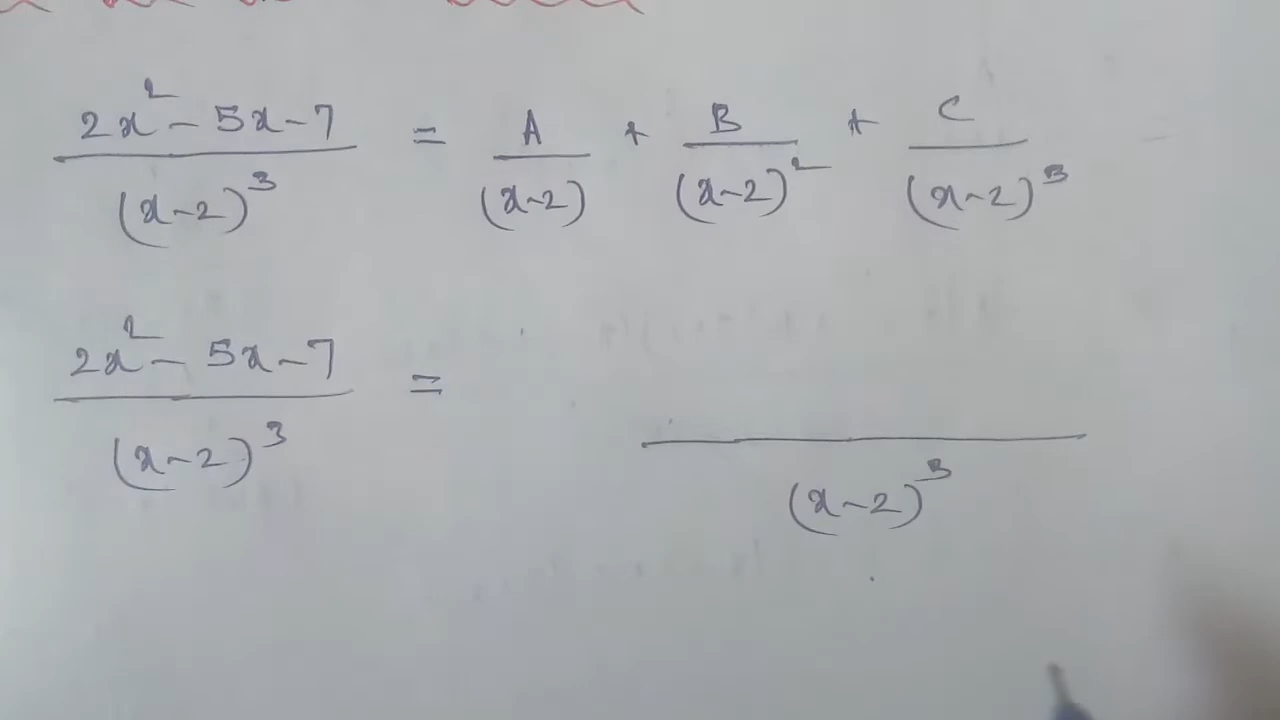 2x² - 5x - 7 / (x-2)³ = A / (x-2) + B / (x-2)² + C / (x-2)³
2x² - 5x - 7 / (x-2)³ = / (x-2)³